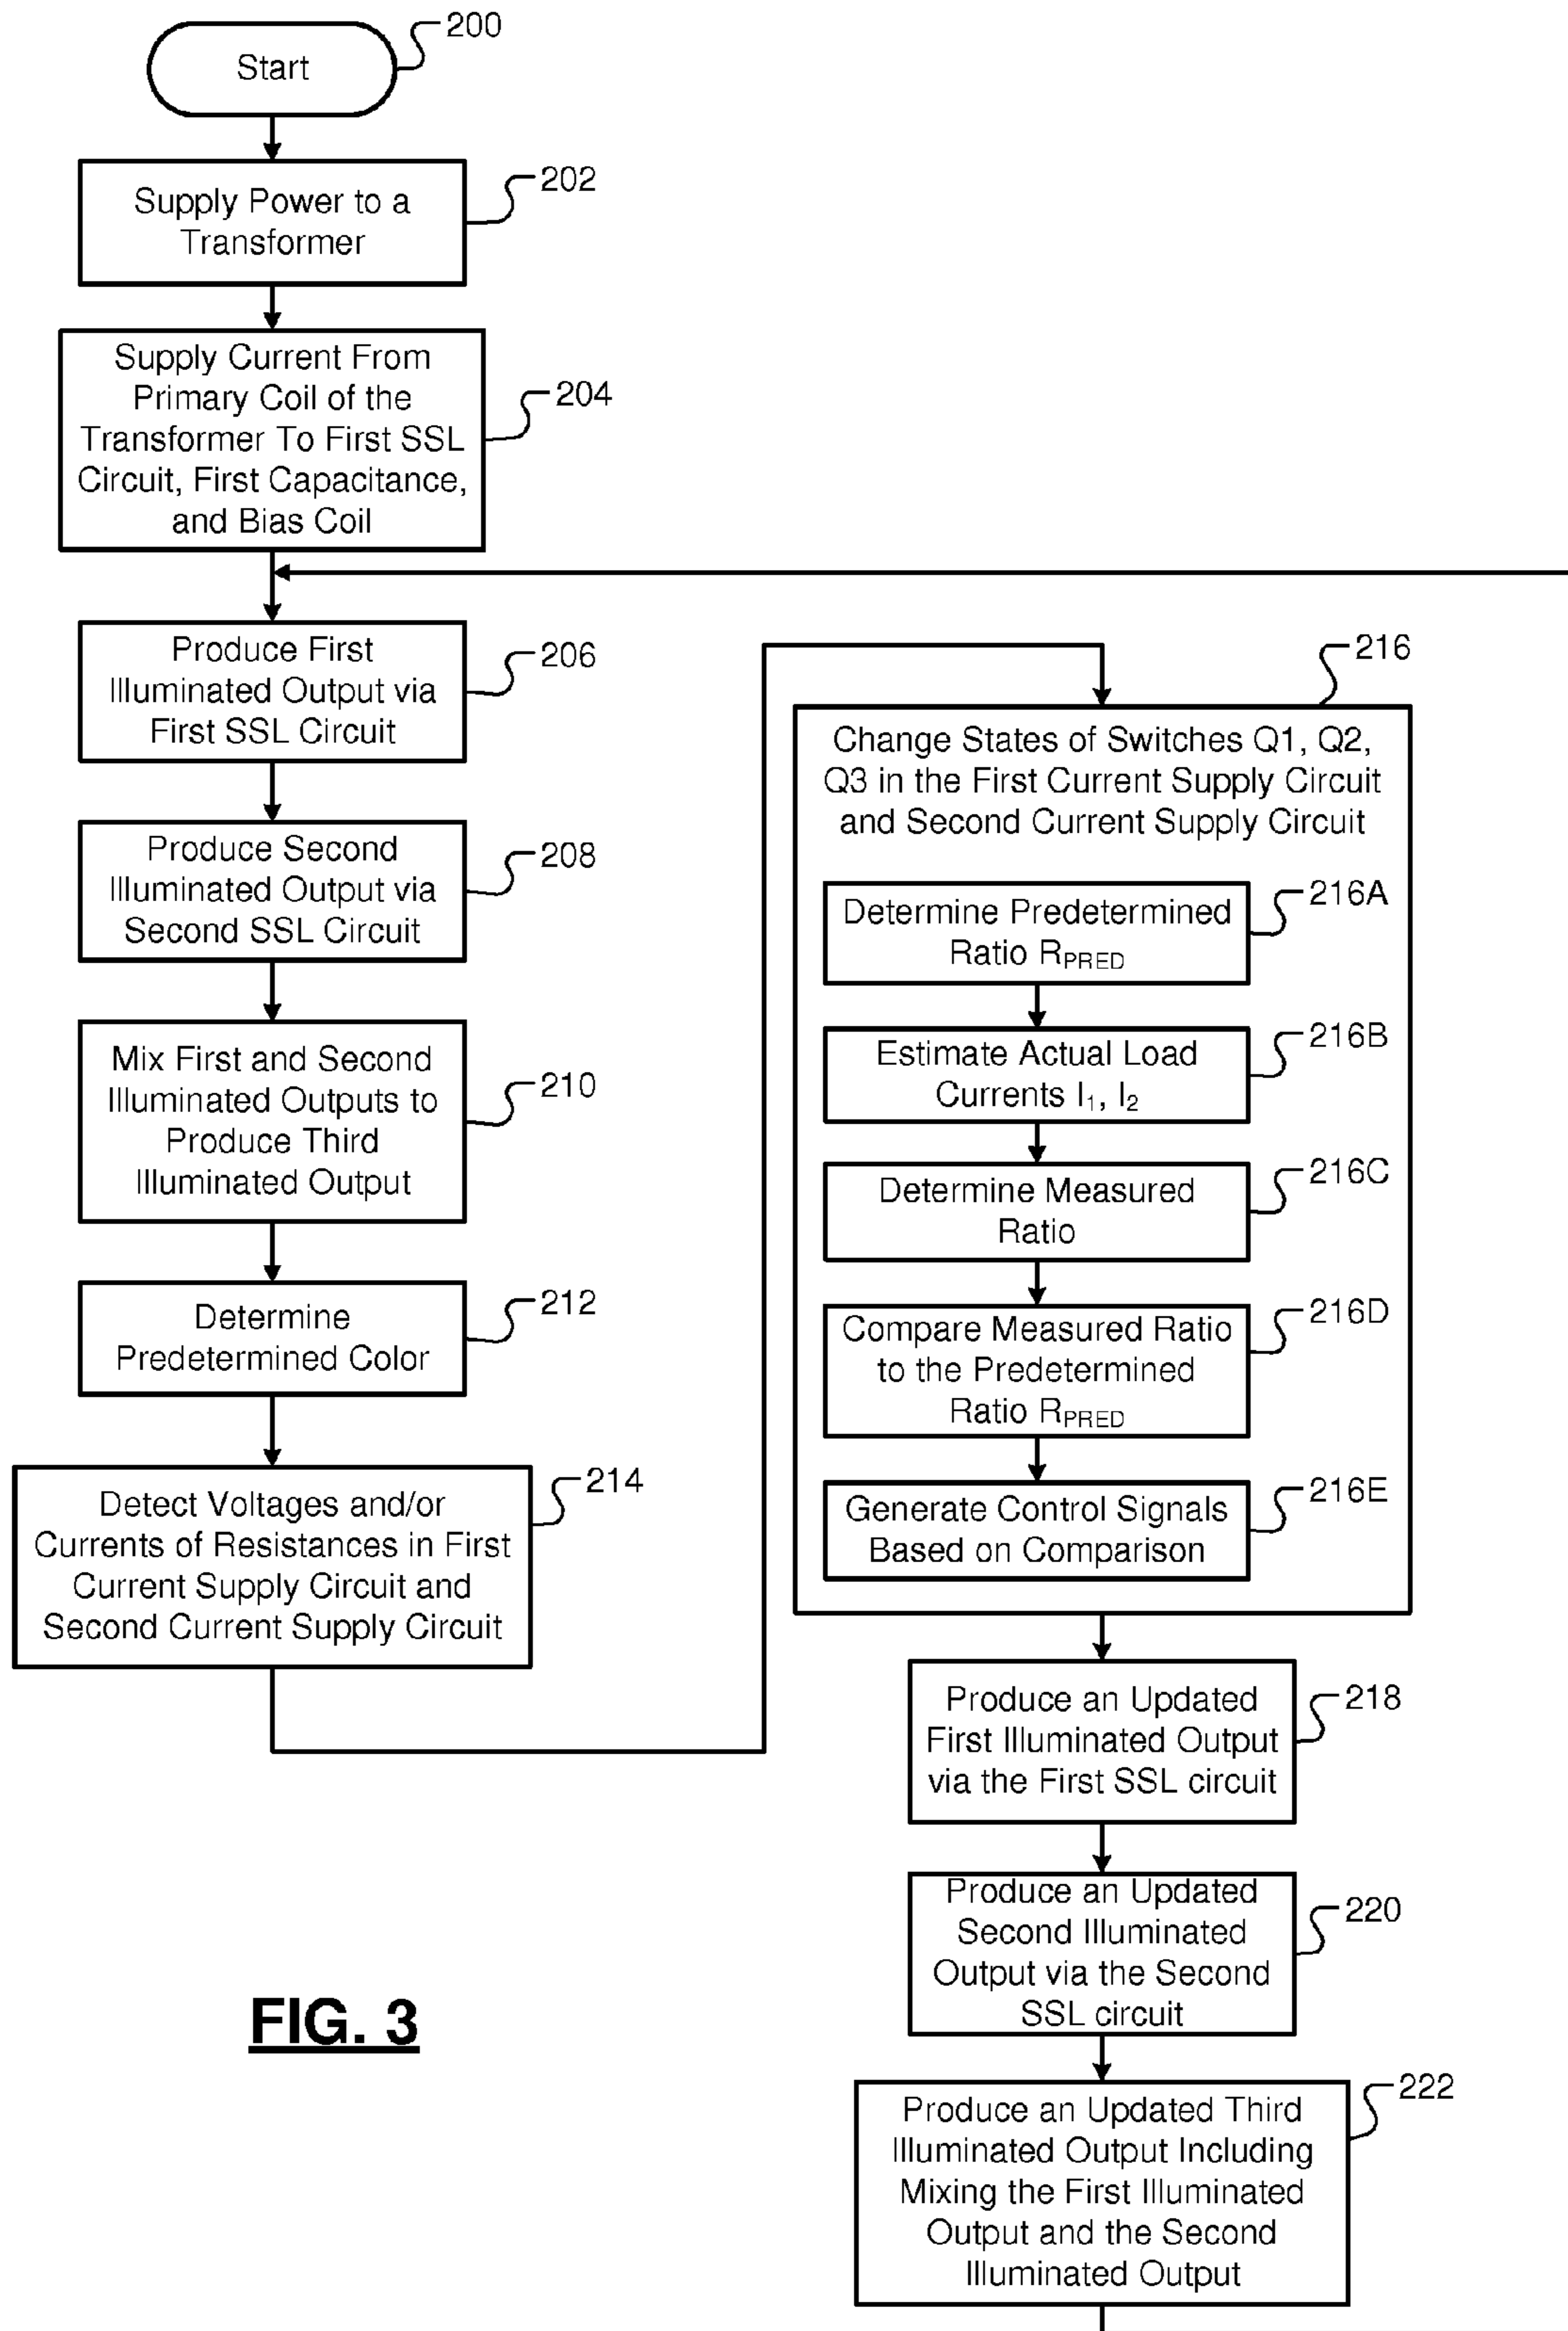 Start
200
Supply Power to a
Transformer
202
Supply Current From
Primary Coil of the
Transformer To First SSL
Circuit, First Capacitance,
and Bias Coil
204
Produce First
Illuminated Output via
First SSL Circuit
206
Produce Second
Illuminated Output via
Second SSL Circuit
208
Mix First and Second
Illuminated Outputs to
Produce Third
Illuminated Output
210
Determine
Predetermined Color
212
Detect Voltages and/or
Currents of Resistances in First
Current Supply Circuit and
Second Current Supply Circuit
214
216
Change States of Switches Q1, Q2,
Q3 in the First Current Supply Circuit
and Second Current Supply Circuit
Determine Predetermined
Ratio RPRED
216A
Estimate Actual Load
Currents I1, I2
216B
Determine Measured
Ratio
216C
Compare Measured Ratio
to the Predetermined
Ratio RPRED
216D
Generate Control Signals
Based on Comparison
216E
Produce an Updated
First Illuminated Output
via the First SSL circuit
218
Produce an Updated
Second Illuminated
Output via the Second
SSL circuit
220
Produce an Updated Third
Illuminated Output Including
Mixing the First Illuminated
Output and the Second
Illuminated Output
222
FIG. 3